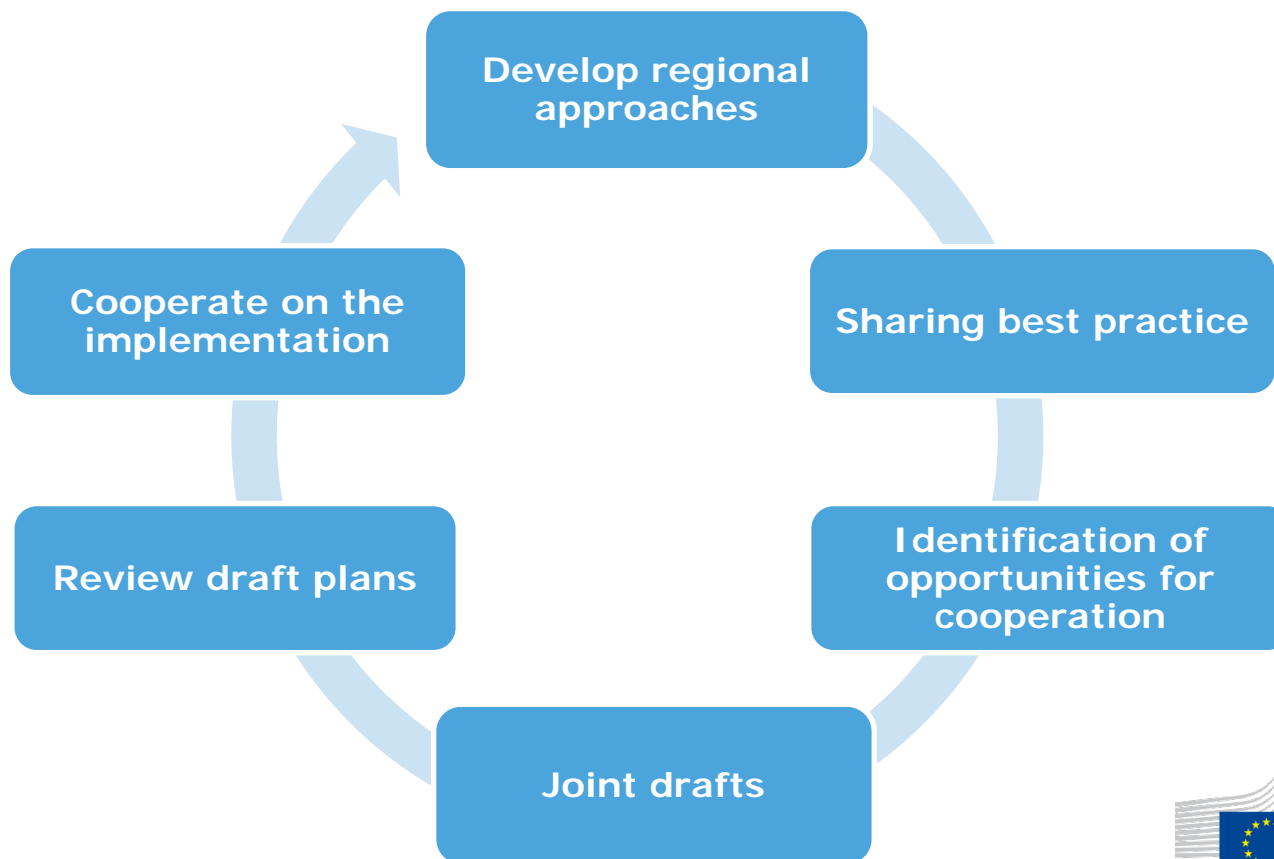 Develop regional
approaches
Sharing best practice
Identification of
opportunities for
cooperation
Joint drafts
Review draft plans
Cooperate on the
implementation